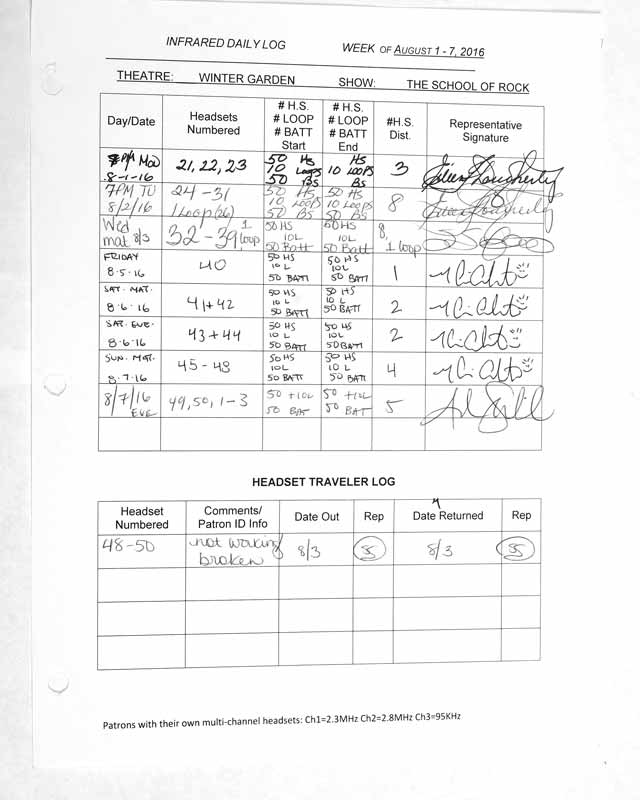 INFRARED DAILY LOG WEEK OF AUGUST 1 - 7, 2016
THEATRE: WINTER GARDEN SHOW: THE SCHOOL OF ROCK
Day/Date Headsets Numbered # H.S. # LOOP # BATT Start # H.S. # LOOP # BATT End #H.S. Dist. Representative Signature
Mon 8-1-16 21, 22, 23 50 Hs 10 Loops 50 Bs Hs 10 Loops Bs 3
7PM TU 8/2/16 24-31 1 Loop (26) 50 Hs 10 Loops 50 Bs 50 Hs 10 Loops 50 Bs 8
Wed mat 8/3 32-39, 1 loop 50 HS 10L 50 Batt 50 HS 10L 50 Batt 8, 1 loop
FRIDAY 8-5-16 40 50 HS 10 L 50 BATT 50 HS 10L 50 BATT 1
SAT. MAT. 8-6-16 41+42 50 HS 10 L 50 BATT 50 HS 10 L 50 BATT 2
SAT. EVE. 8-6-16 43+44 50 HS 10L 50 BATT 50 HS 10L 50 BATT 2
SUN. MAT. 8-7-16 45-48 50 HS 10L 50 BATT 50 HS 10 L 50 BATT 4
8/7/16 EVE 49, 50, 1-3 50 +10L 50 BAT 50 +10L 50 BAT 5
HEADSET TRAVELER LOG
Headset Numbered Comments/ Patron ID Info Date Out Rep Date Returned Rep
48-50 not working/ broken 8/3 8/3
Patrons with their own multi-channel headsets: Ch1=2.3MHz Ch2=2.8MHz Ch3=95KHz